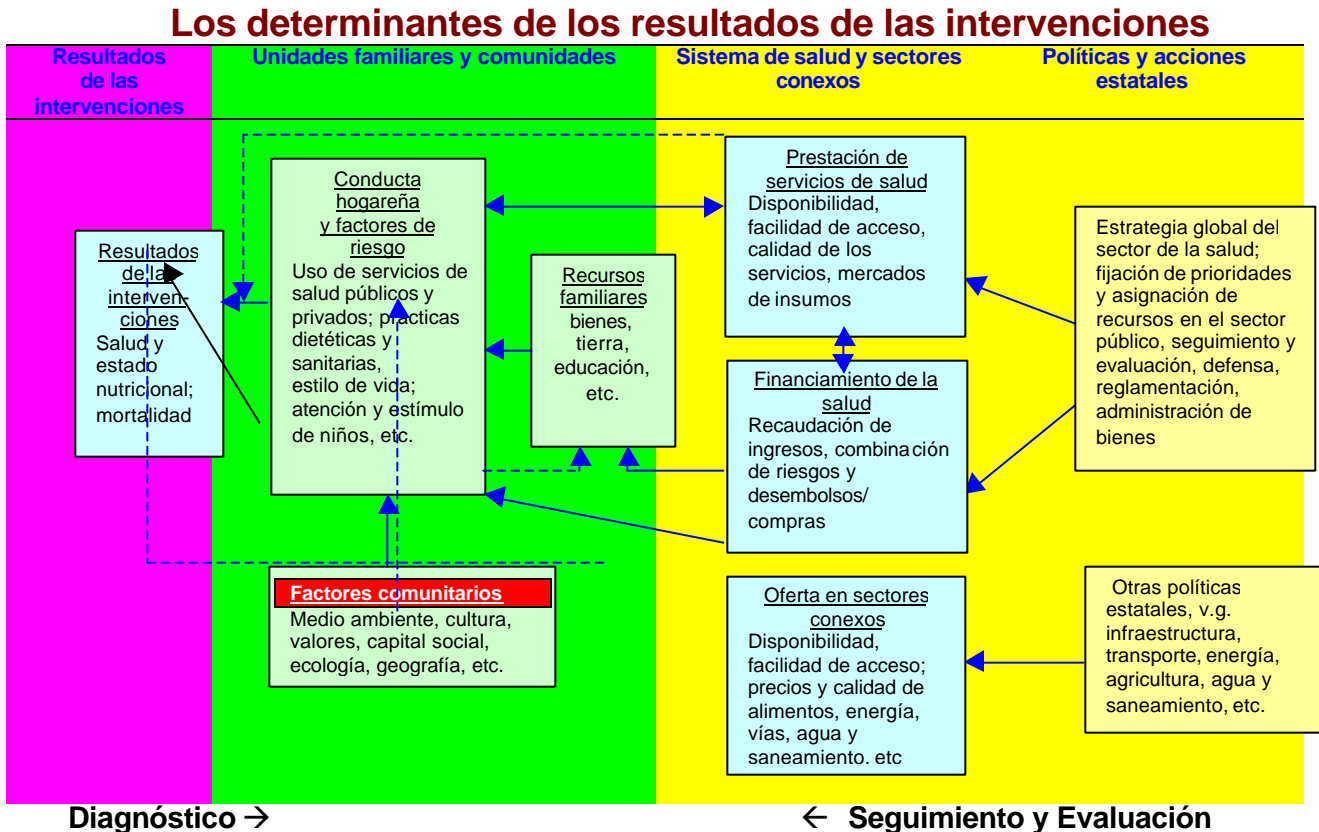 Los determinantes de los resultados de las intervenciones
Resultados
de las
intervenciones
Unidades familiares y comunidades
Sistema de salud y sectores
conexos
Políticas y acciones
estatales
Resultados
de la
interven-
ciones
Salud y
estado
nutricional;
mortalidad
Conducta
hogareña
y factores de
riesgo
Uso de servicios de
salud públicos y
privados; prácticas
dietéticas y
sanitarias,
estilo de vida;
atención y estímulo
de niños, etc.
Recursos
familiares
bienes,
tierra,
educación,
etc.
Factores comunitarios
Medio ambiente, cultura,
valores, capital social,
ecología, geografía, etc.
Prestación de
servicios de salud
Disponibilidad,
facilidad de acceso,
calidad de los
servicios, mercados
de insumos
Financiamiento de la
salud
Recaudación de
ingresos, combinación
de riesgos y
desembolsos/
compras
Oferta en sectores
conexos
Disponibilidad,
facilidad de acceso;
precios y calidad de
alimentos, energía,
vías, agua y
saneamiento. etc
Estrategia global del
sector de la salud;
fijación de prioridades
y asignación de
recursos en el sector
público, seguimiento y
evaluación, defensa,
reglamentación,
administración de
bienes
Otras políticas
estatales, v.g.
infraestructura,
transporte, energía,
agricultura, agua y
saneamiento, etc.
Diagnóstico →
← Seguimiento y Evaluación